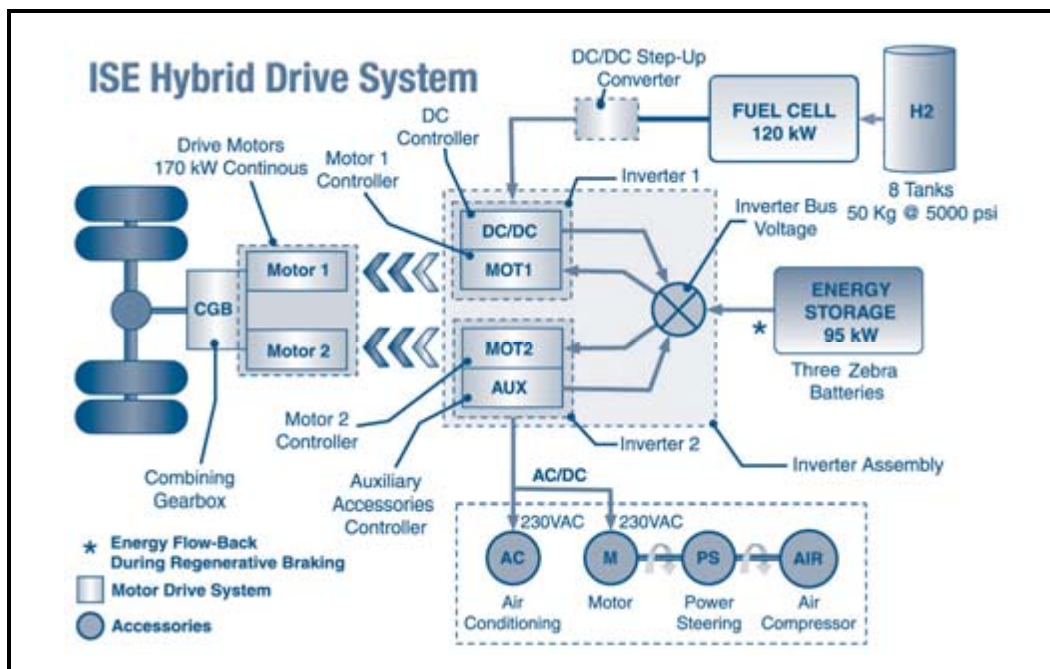 ISE Hybrid Drive System
DC/DC Step-Up
Converter
FUEL CELL
120 kW
H2
8 Tanks
50 Kg @ 5000 psi
DC
Controller
Drive Motors
170 kW Continous
Motor 1
Controller
Inverter 1
Inverter Bus
Voltage
DC/DC
MOT1
Motor 1
CGB
Motor 2
MOT2
AUX
ENERGY
STORAGE
95 kW
*
Three Zebra
Batteries
Motor 2
Controller
Inverter 2
Inverter Assembly
Combining
Gearbox
Auxiliary
Accessories
Controller
AC/DC
230VAC
230VAC
AC
M
PS
AIR
Air
Conditioning
Motor
Power
Steering
Air
Compressor
* Energy Flow-Back
During Regenerative Braking
Motor Drive System
Accessories